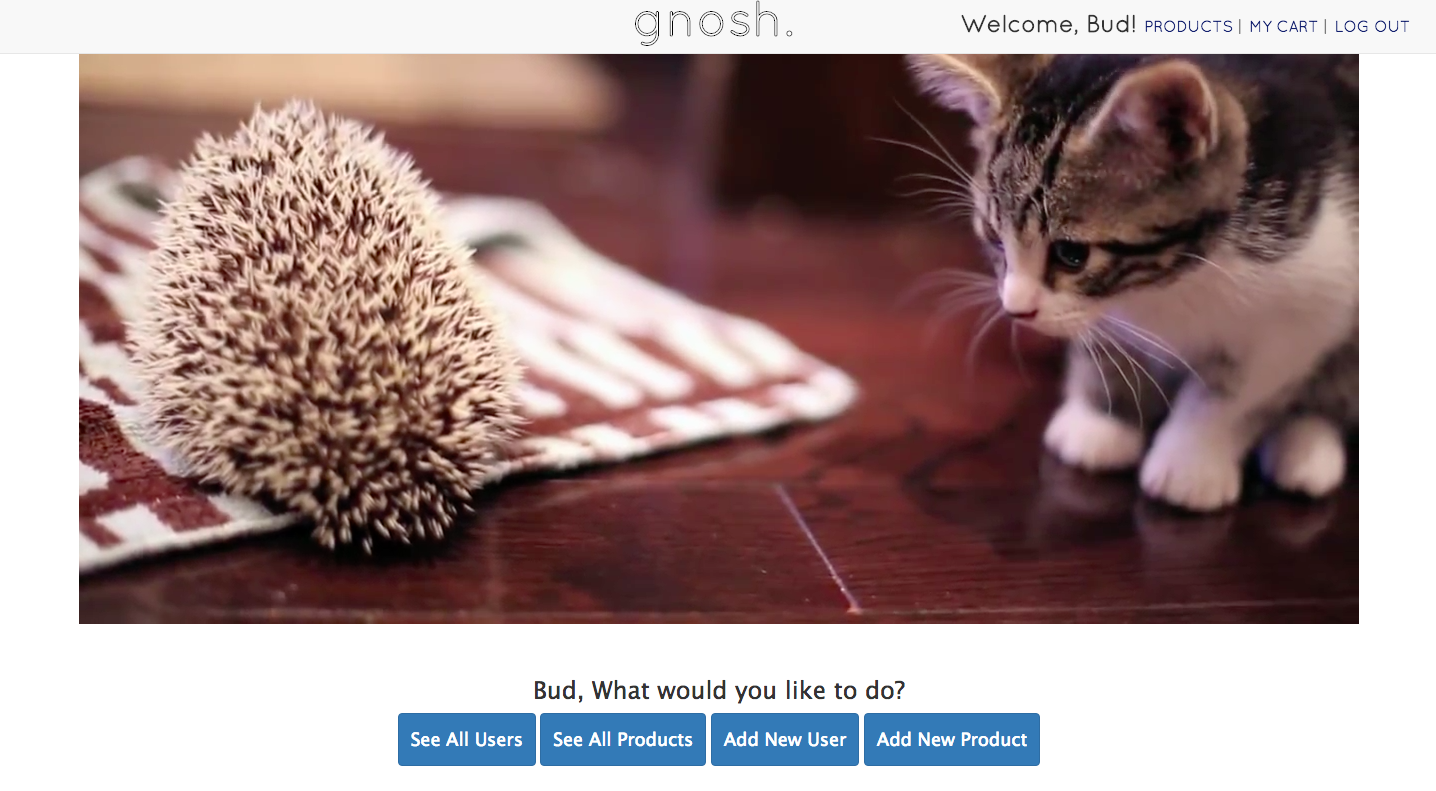 gnosh.
Welcome, Bud! PRODUCTS | MY CART | LOG OUT
Bud, What would you like to do?
See All Users
See All Products
Add New User
Add New Product